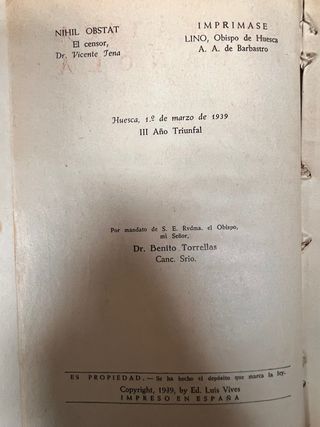 NIHIL OBSTAT
El censor,
Dr. Vicente Tena
IMPRIMASE
LINO, Obispo de Huesca
A. A. de Barbastro
Huesca, 1.º de marzo de 1939
III Año Triunfal
Por mandato de S. E. Rvdma. el Obispo,
mi Señor,
Dr. Benito Torrellas
Canc. Srio.
ES PROPIEDAD.—Se ha hecho el depósito que marca la ley.
Copyright, 1939, by Ed. Luis Vives
IMPRESO EN ESPAÑA